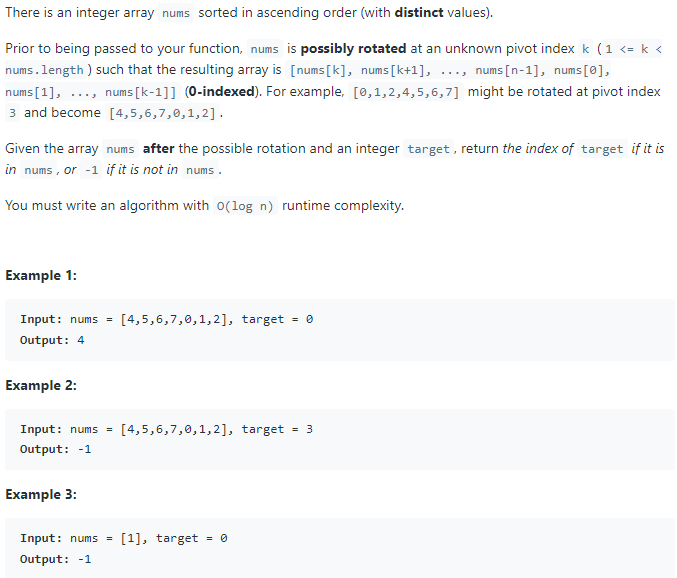 There is an integer array nums sorted in ascending order (with distinct values).
Prior to being passed to your function, nums is possibly rotated at an unknown pivot index k (1 <= k <
nums.length) such that the resulting array is [nums[k], nums[k+1], ..., nums[n-1], nums[0],
nums[1], ..., nums[k-1]] (0-indexed). For example, [0,1,2,4,5,6,7] might be rotated at pivot index
3 and become [4,5,6,7,0,1,2].
Given the array nums after the possible rotation and an integer target, return the index of target if it is
in nums, or -1 if it is not in nums.
You must write an algorithm with O(log n) runtime complexity.
Example 1:
Input: nums = [4,5,6,7,0,1,2], target = 0
Output: 4
Example 2:
Input: nums = [4,5,6,7,0,1,2], target = 3
Output: -1
Example 3:
Input: nums = [1], target = 0
Output: -1